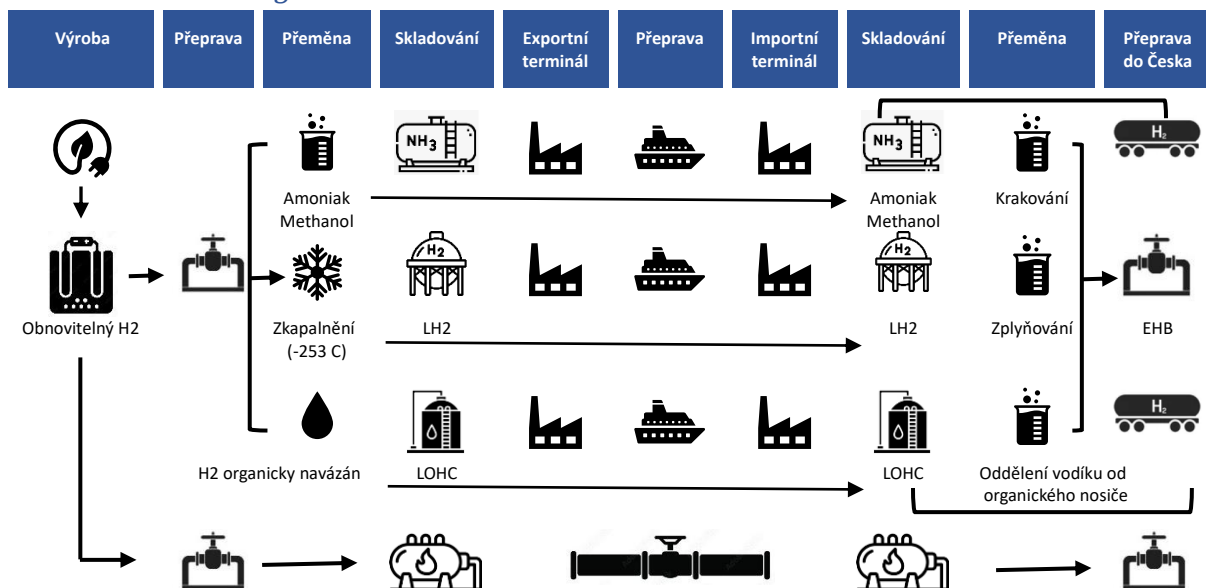 Výroba
Přeprava
Přeměna
Skladování
Exportní
terminál
Přeprava
Importní
terminál
Skladování
Přeměna
Přeprava
do Česka
NH3
NH3
H2
Amoniak
Methanol
Amoniak
Methanol
Krakování
H2
H2
Obnovitelný H2
Zkapalnění
(-253 C)
LH2
LH2
Zplyňování
EHB
H2
H2 organicky navázán
LOHC
LOHC
Oddělení vodíku od
organického nosiče